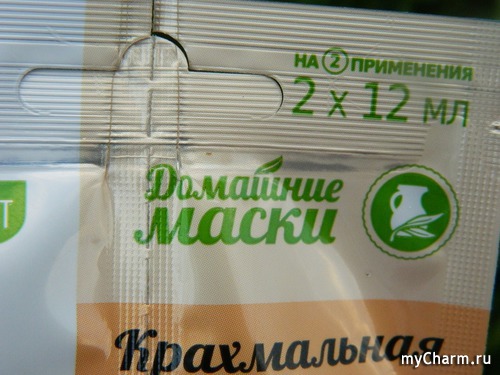 НА 2 ПРИМЕНЕНИЯ
2 х 12 МЛ
Домашние
маски
Т
Крахмальная
myCharm.ru